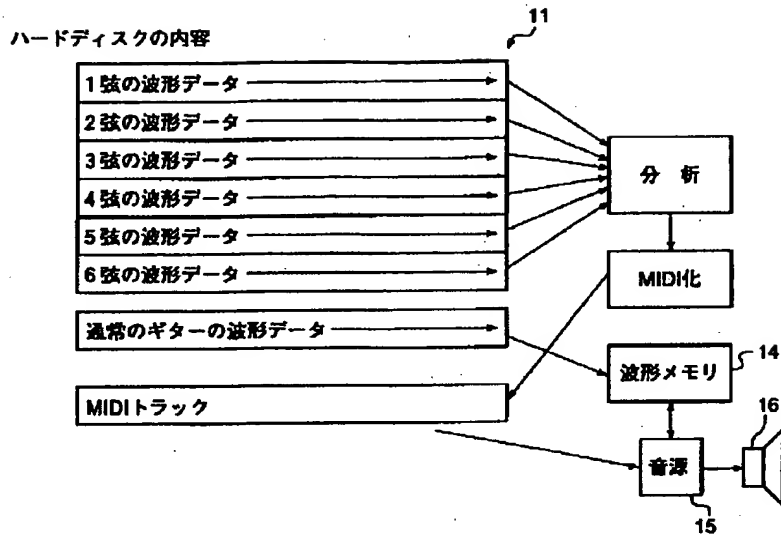 11
ハードディスクの内容
1弦の波形データ
2弦の波形データ
3弦の波形データ
4弦の波形データ
5弦の波形データ
6弦の波形データ
分 析
MIDI化
通常のギターの波形データ
波形メモリ
14
MIDIトラック
16
音源
15